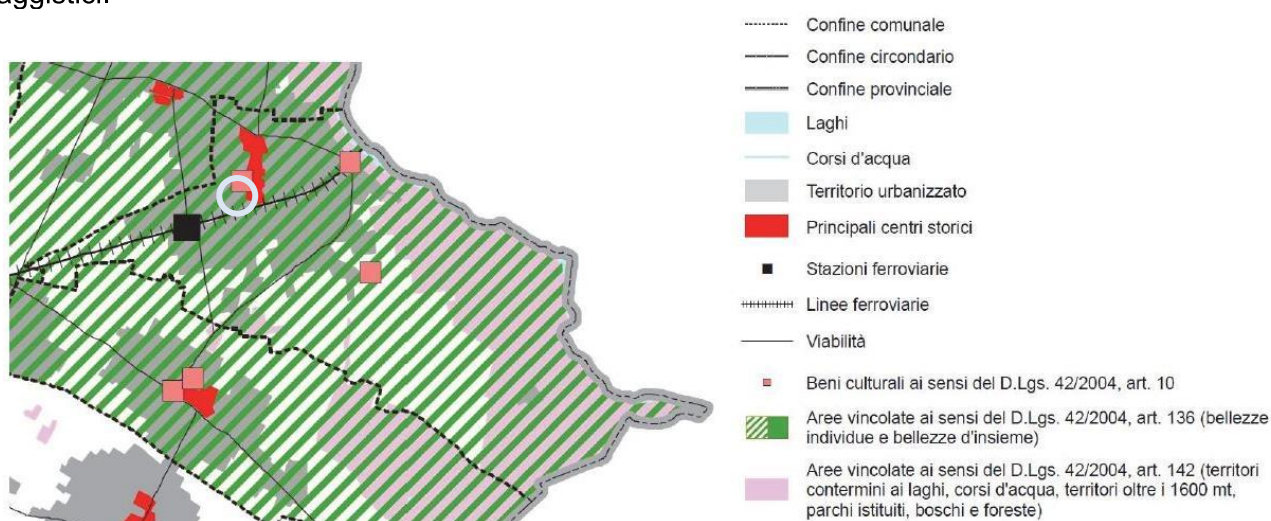 Confine comunale
Confine circondario
Confine provinciale
Laghi
Corsi d'acqua
Territorio urbanizzato
Principali centri storici
Stazioni ferroviarie
Linee ferroviarie
Viabilità
Beni culturali ai sensi del D.Lgs. 42/2004, art. 10
Aree vincolate ai sensi del D.Lgs. 42/2004, art. 136 (bellezze
individue e bellezze d'insieme)
Aree vincolate ai sensi del D.Lgs. 42/2004, art. 142 (territori
contermini ai laghi, corsi d'acqua, territori oltre i 1600 mt,
parchi istituiti, boschi e foreste)